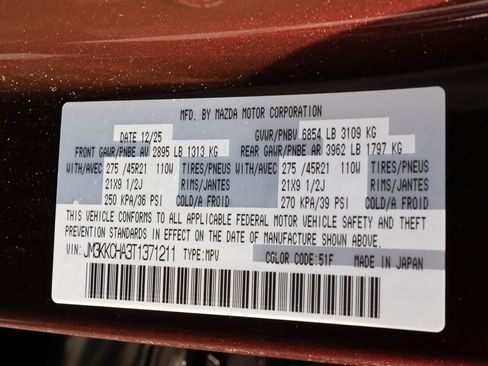 MFD. BY MAZDA MOTOR CORPORATION
DATE 12/25 GVWR/PNBV 6854 LB 3109 KG
FRONT GAWR/PNBE AV 2895 LB 1313 KG REAR GAWR/PNBE AR 3962 LB 1797 KG
WITH/AVEC 275 /45R21 110W TIRES/PNEUS WITH/AVEC 275 /45R21 110W TIRES/PNEUS
21X9 1/2J RIMS/JANTES 21X9 1/2J RIMS/JANTES
250 KPA/36 PSI COLD/A FROID 270 KPA/39 PSI COLD/A FROID
THIS VEHICLE CONFORMS TO ALL APPLICABLE FEDERAL MOTOR VEHICLE SAFETY AND THEFT
PREVENTION STANDARDS IN EFFECT ON THE DATE OF MANUFACTURE SHOWN ABOVE.
VIN: JM3KKCHA3T1371211 TYPE:MPV COLOR CODE:51F MADE IN JAPAN